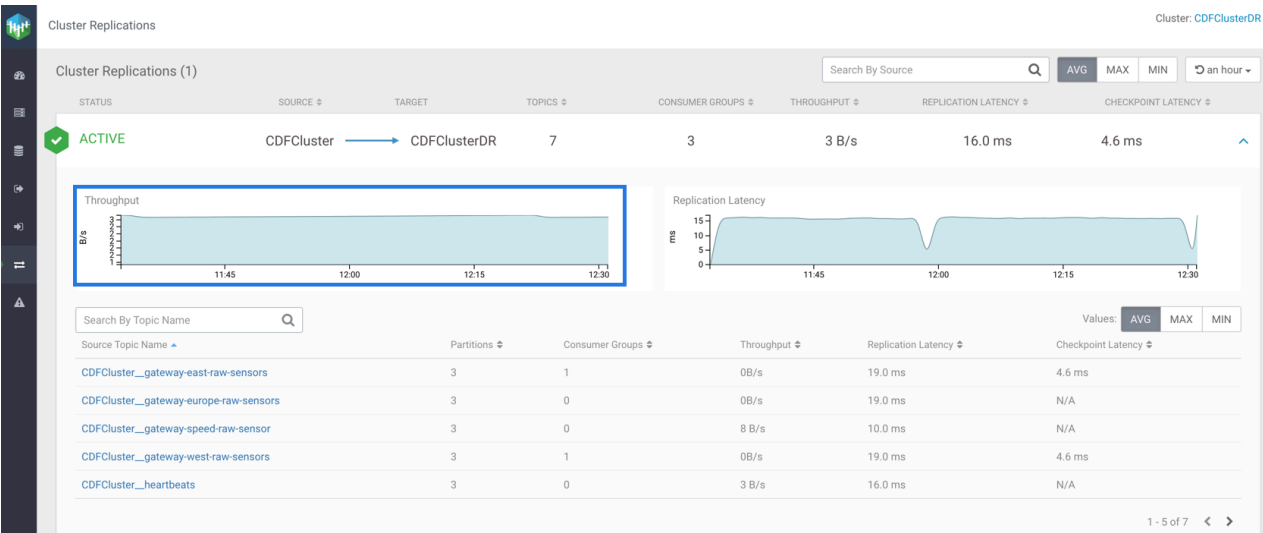 Cluster Replications
Cluster: CDFClusterDR
Cluster Replications (1)
Search By Source
AVG MAX MIN
an hour
STATUS SOURCE TARGET TOPICS CONSUMER GROUPS THROUGHPUT REPLICATION LATENCY CHECKPOINT LATENCY
ACTIVE CDFCluster CDFClusterDR 7 3 3 B/s 16.0 ms 4.6 ms
Throughput
B/s
3
3
2
2
2
2
1
11:45 12:00 12:15 12:30
Replication Latency
ms
15
10
5
0
11:45 12:00 12:15 12:30
Search By Topic Name
Values: AVG MAX MIN
Source Topic Name Partitions Consumer Groups Throughput Replication Latency Checkpoint Latency
CDFCluster__gateway-east-raw-sensors 3 1 0B/s 19.0 ms 4.6 ms
CDFCluster__gateway-europe-raw-sensors 3 0 0B/s 19.0 ms N/A
CDFCluster__gateway-speed-raw-sensor 3 0 8 B/s 10.0 ms N/A
CDFCluster__gateway-west-raw-sensors 3 1 0B/s 19.0 ms 4.6 ms
CDFCluster__heartbeats 3 0 3 B/s 16.0 ms N/A
1 - 5 of 7